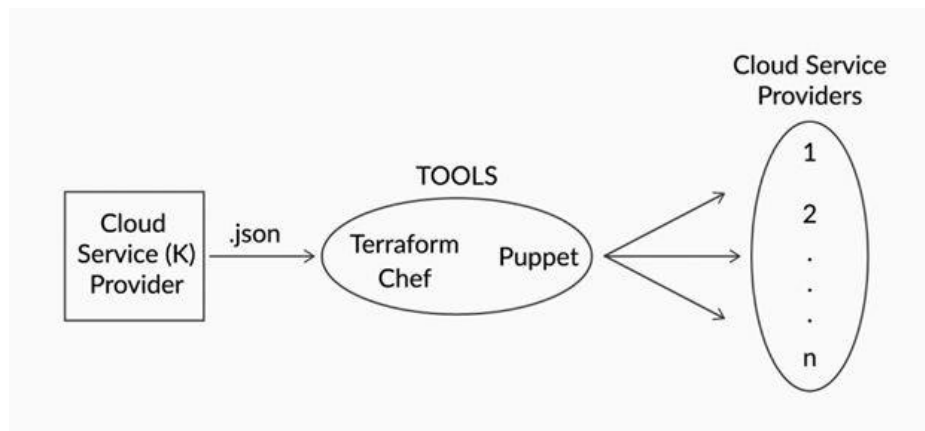 Cloud
Service (K)
Provider
.json
TOOLS
Terraform
Chef
Puppet
Cloud Service
Providers
1
2
.
.
.
n